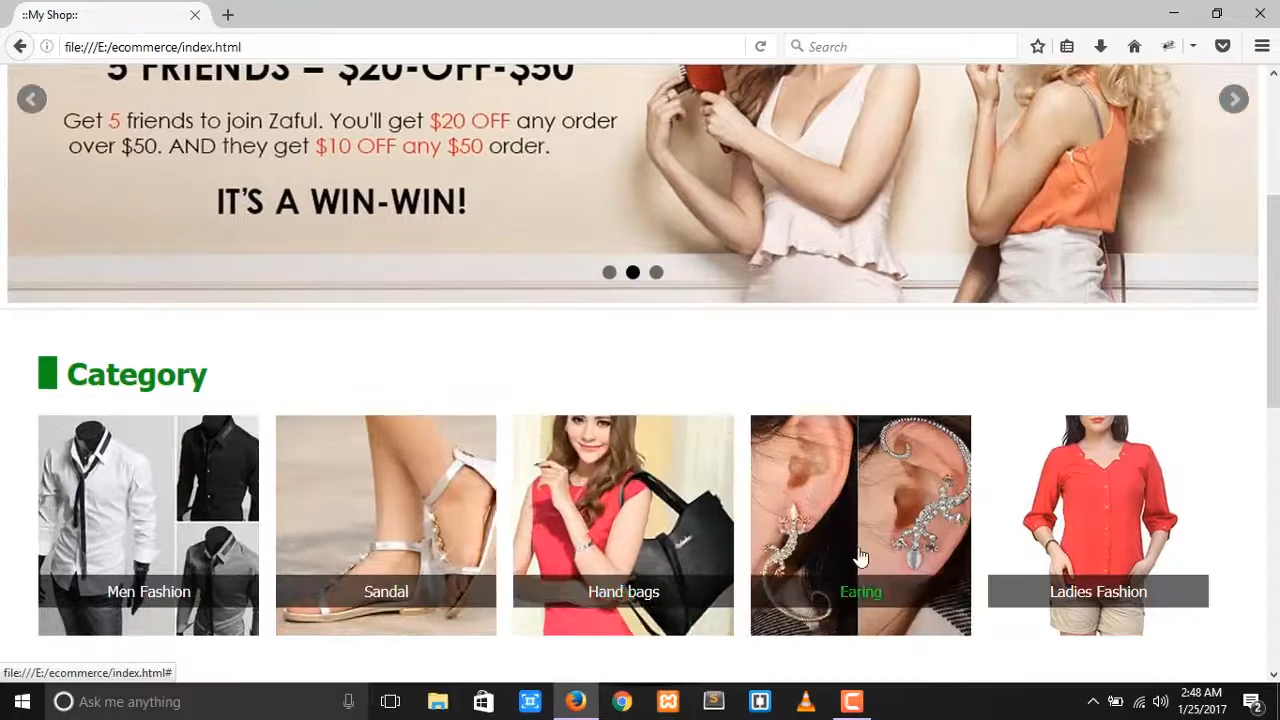 ::My Shop::
file:///E:/ecommerce/index.html
Search
5 FRIENDS = $20-OFF-$50
Get 5 friends to join Zaful. You'll get $20 OFF any order
over $50. AND they get $10 OFF any $50 order.
IT'S A WIN-WIN!
Category
Men Fashion
Sandal
Hand bags
Earing
Ladies Fashion
file:///E:/ecommerce/index.html#
Ask me anything
2:48 AM
1/25/2017
2